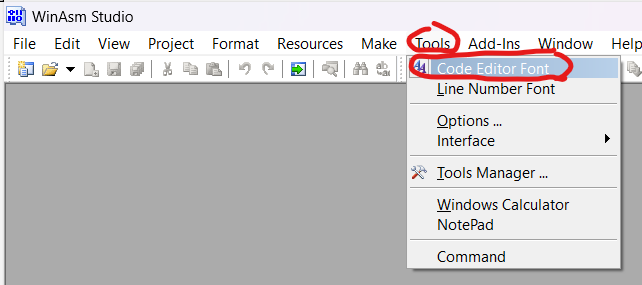 WinAsm Studio
File Edit View Project Format Resources Make Tools Add-Ins Window Help
Code Editor Font
Line Number Font
Options ...
Interface
Tools Manager ...
Windows Calculator
NotePad
Command